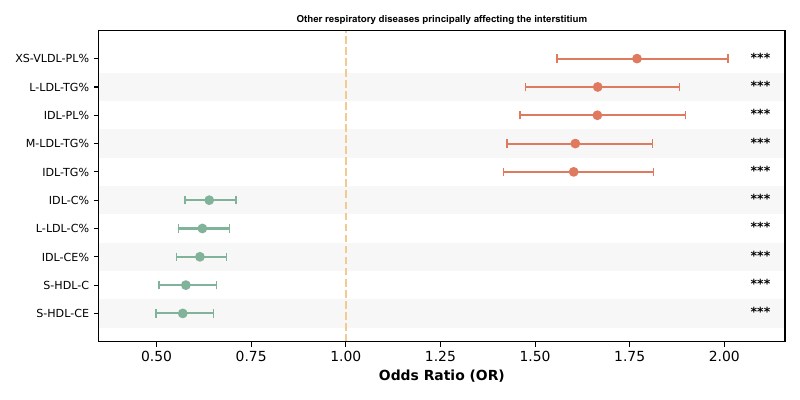 Other respiratory diseases principally affecting the interstitium
XS-VLDL-PL% ***
L-LDL-TG% ***
IDL-PL% ***
M-LDL-TG% ***
IDL-TG% ***
IDL-C% ***
L-LDL-C% ***
IDL-CE% ***
S-HDL-C ***
S-HDL-CE ***
0.50 0.75 1.00 1.25 1.50 1.75 2.00
Odds Ratio (OR)